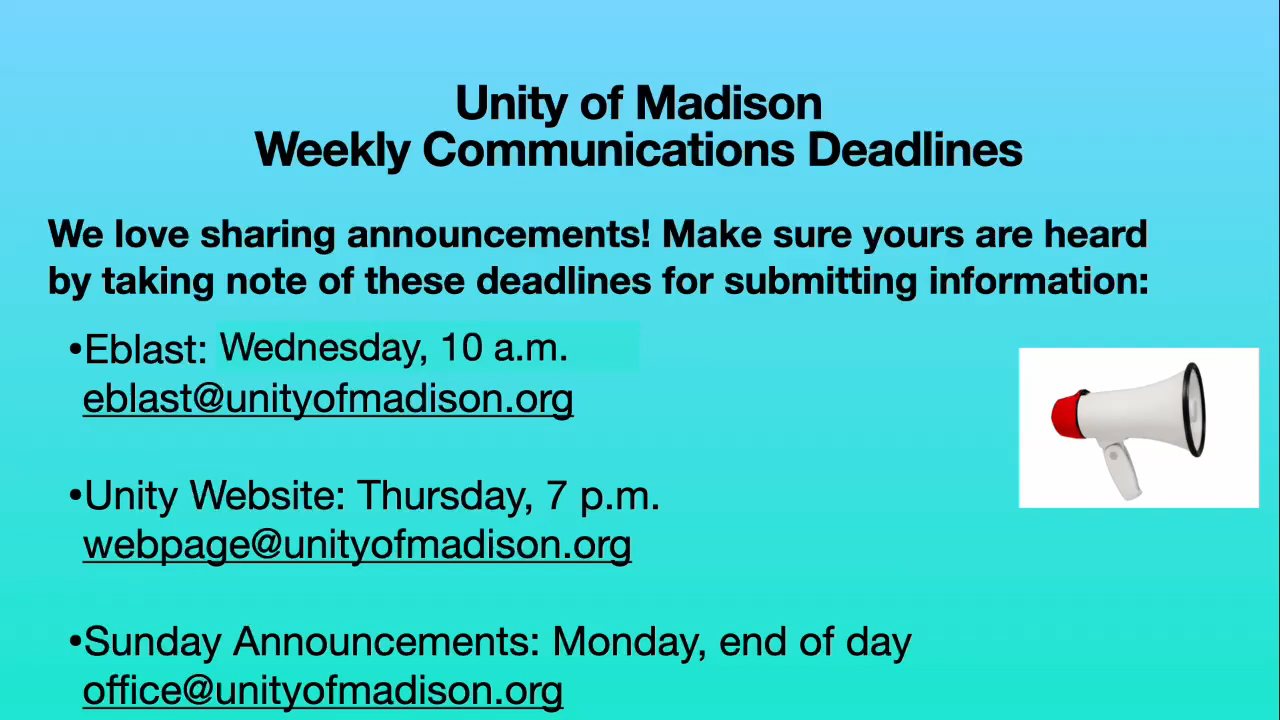 Unity of Madison
Weekly Communications Deadlines
We love sharing announcements! Make sure yours are heard
by taking note of these deadlines for submitting information:
•Eblast: Wednesday, 10 a.m.
eblast@unityofmadison.org
•Unity Website: Thursday, 7 p.m.
webpage@unityofmadison.org
•Sunday Announcements: Monday, end of day
office@unityofmadison.org